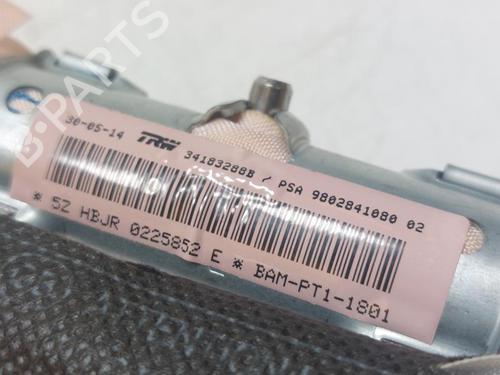 B-PARTS
30-05-14 TRW 34183288B / PSA 9802841080 02
* 5Z HBJR 0225852 E * BAM-PT1-1801